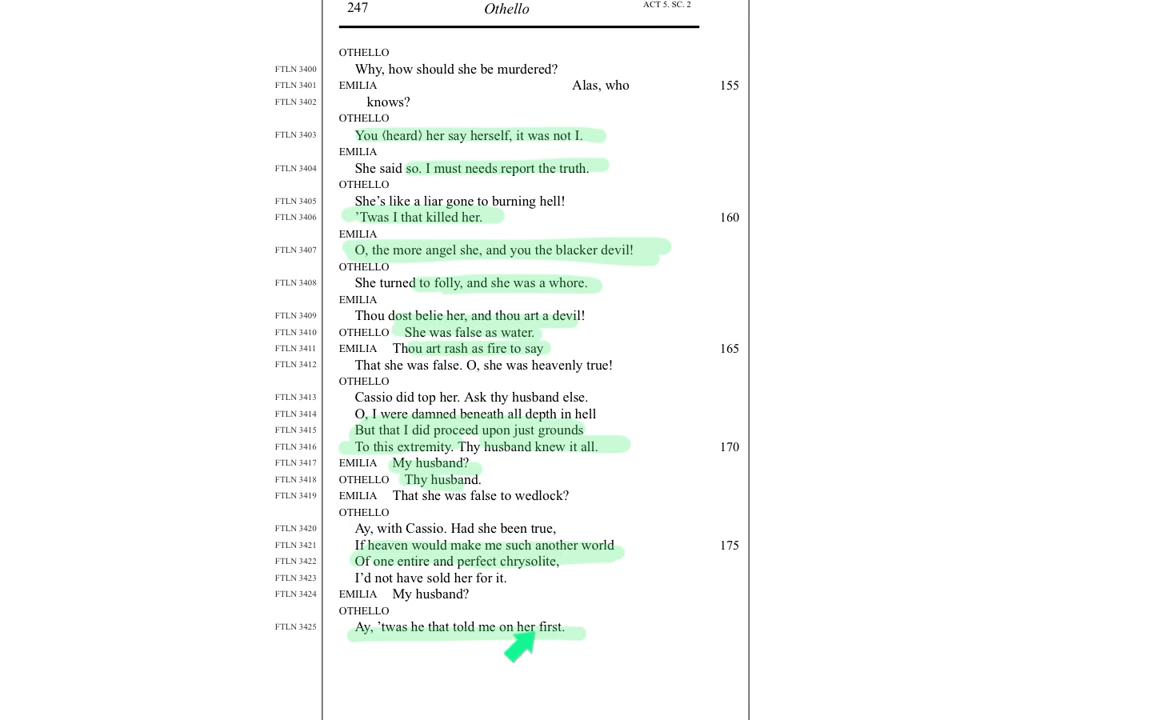 247 Othello ACT 5. SC. 2
OTHELLO
FTLN 3400 Why, how should she be murdered?
FTLN 3401 EMILIA Alas, who 155
FTLN 3402 knows?
OTHELLO
FTLN 3403 You ⟨heard⟩ her say herself, it was not I.
EMILIA
FTLN 3404 She said so. I must needs report the truth.
OTHELLO
FTLN 3405 She’s like a liar gone to burning hell!
FTLN 3406 ’Twas I that killed her. 160
EMILIA
FTLN 3407 O, the more angel she, and you the blacker devil!
OTHELLO
FTLN 3408 She turned to folly, and she was a whore.
EMILIA
FTLN 3409 Thou dost belie her, and thou art a devil!
FTLN 3410 OTHELLO She was false as water.
FTLN 3411 EMILIA Thou art rash as fire to say 165
FTLN 3412 That she was false. O, she was heavenly true!
OTHELLO
FTLN 3413 Cassio did top her. Ask thy husband else.
FTLN 3414 O, I were damned beneath all depth in hell
FTLN 3415 But that I did proceed upon just grounds
FTLN 3416 To this extremity. Thy husband knew it all. 170
FTLN 3417 EMILIA My husband?
FTLN 3418 OTHELLO Thy husband.
FTLN 3419 EMILIA That she was false to wedlock?
OTHELLO
FTLN 3420 Ay, with Cassio. Had she been true,
FTLN 3421 If heaven would make me such another world 175
FTLN 3422 Of one entire and perfect chrysolite,
FTLN 3423 I’d not have sold her for it.
FTLN 3424 EMILIA My husband?
OTHELLO
FTLN 3425 Ay, ’twas he that told me on her first.